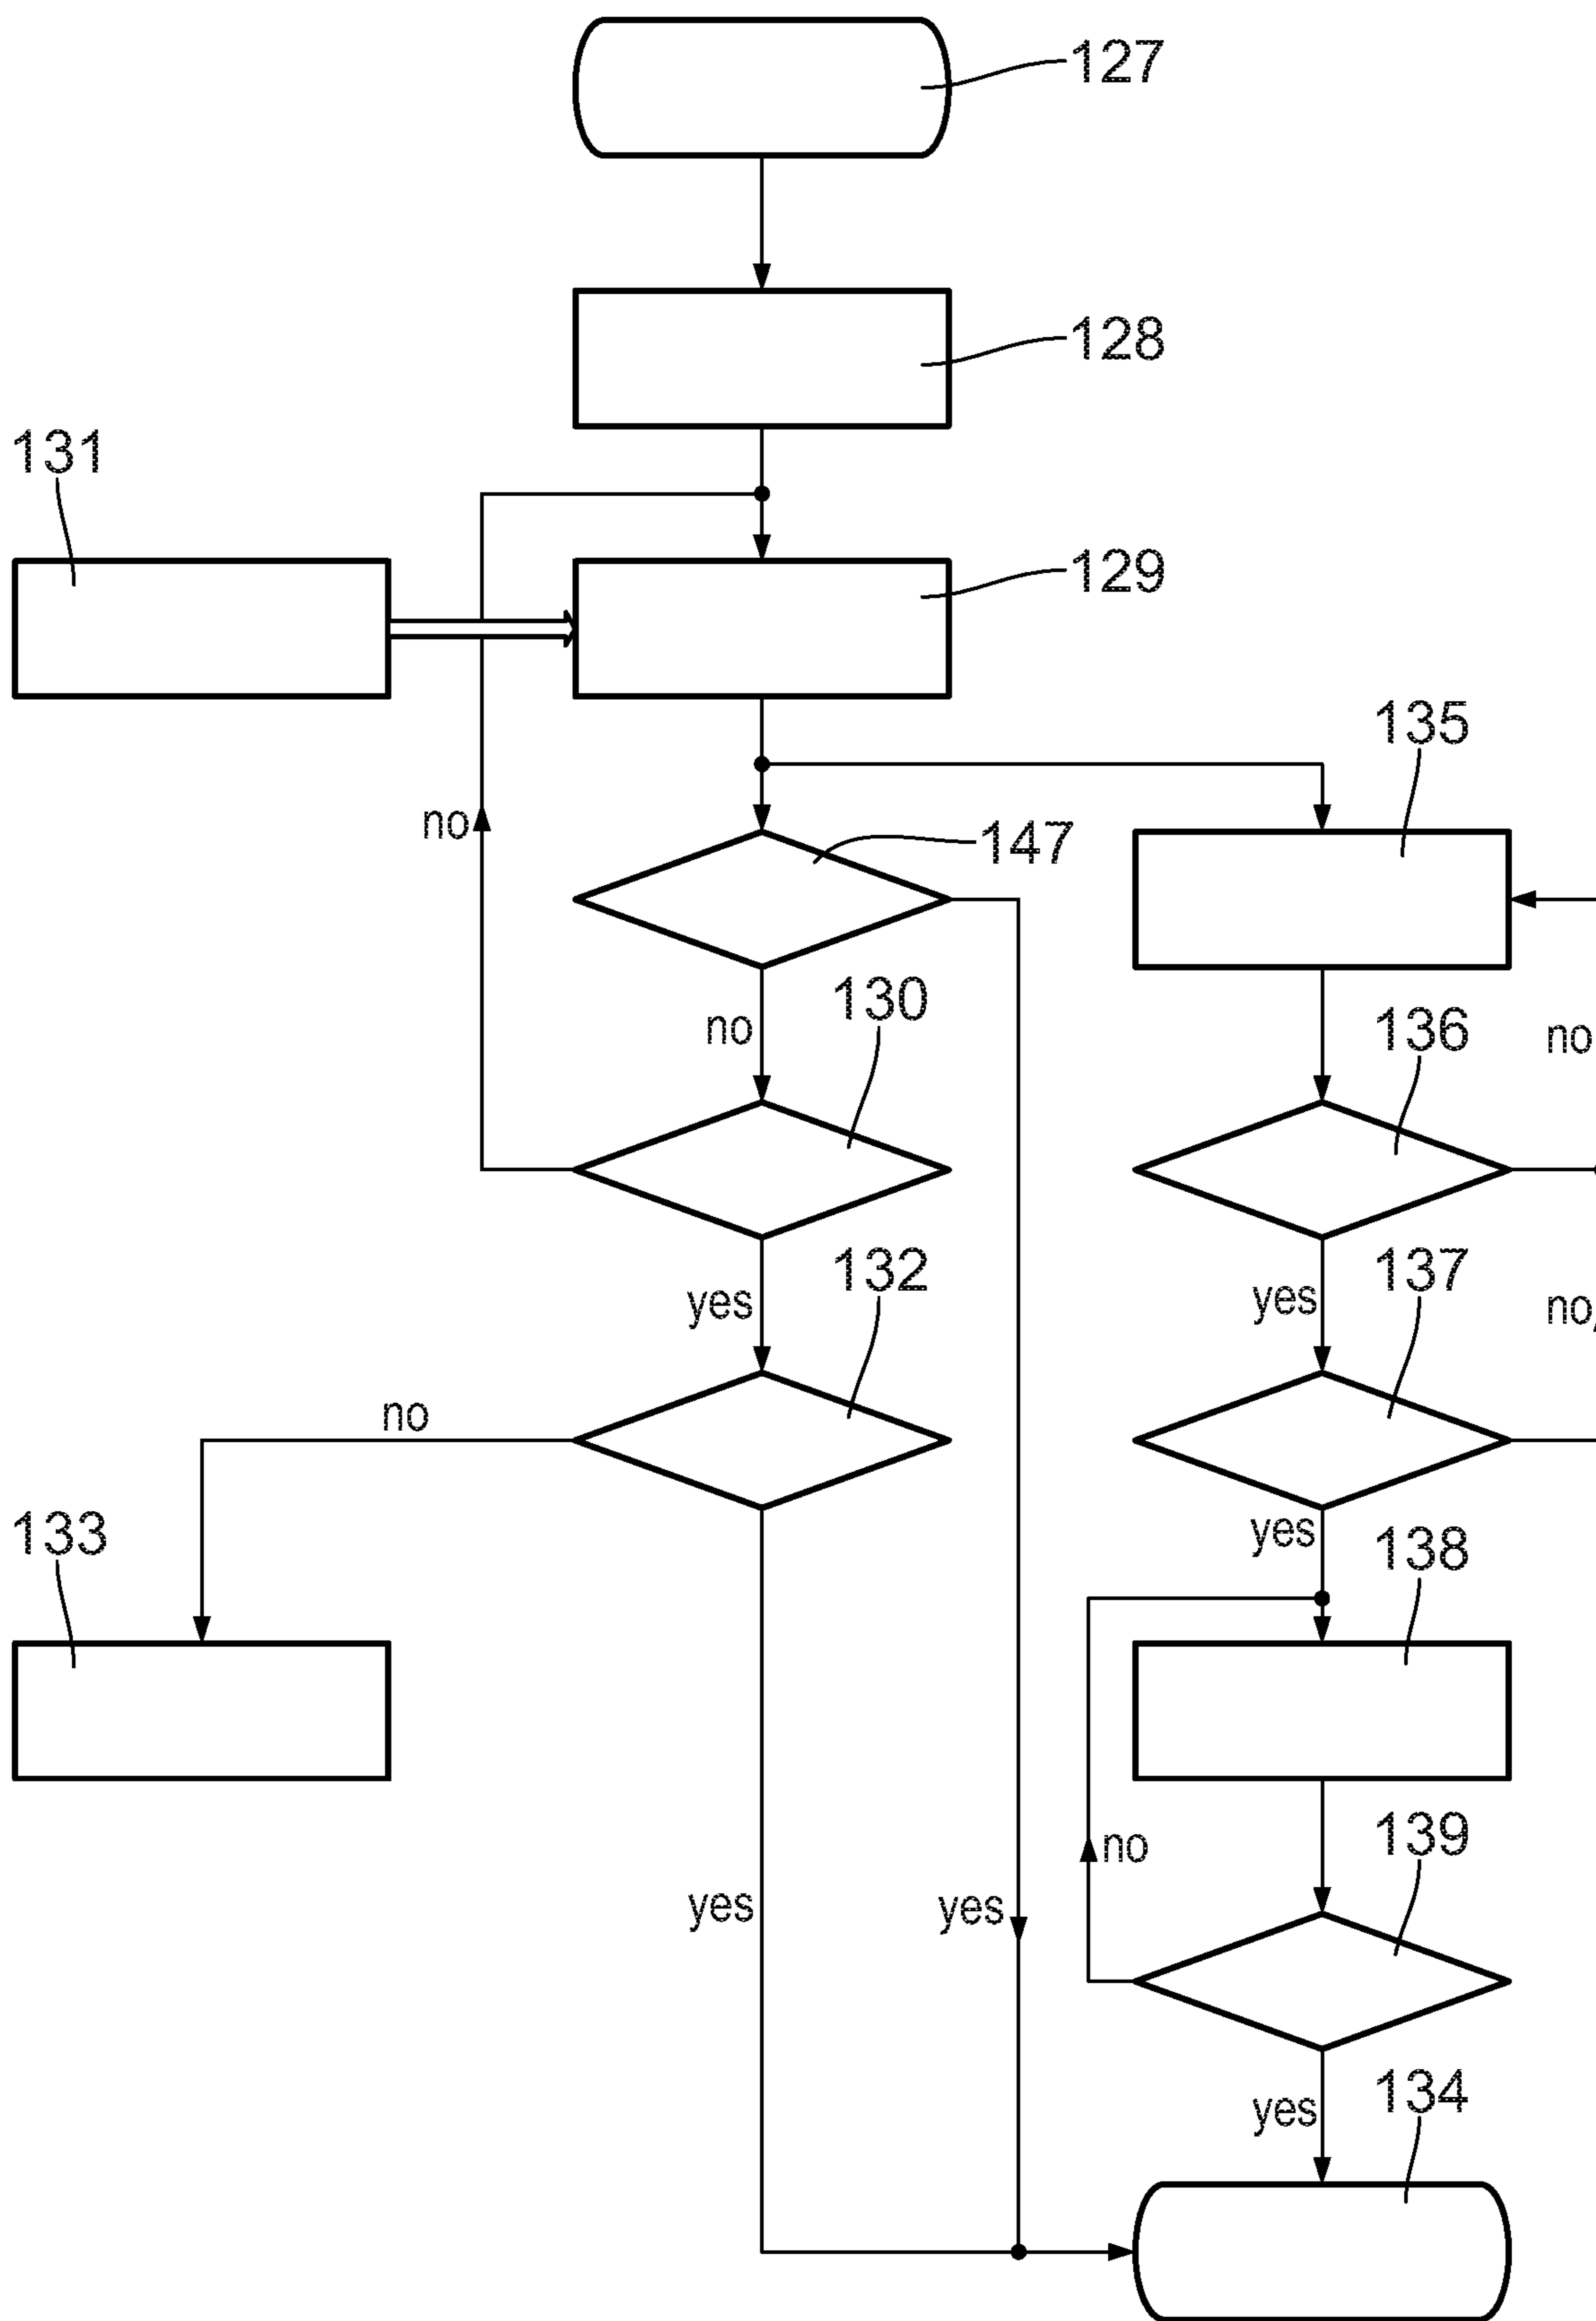 127
128
131
129
135
no
147
130
no
136
no
132
yes
137
yes
no
no
133
yes
138
139
no
yes
yes
134
yes